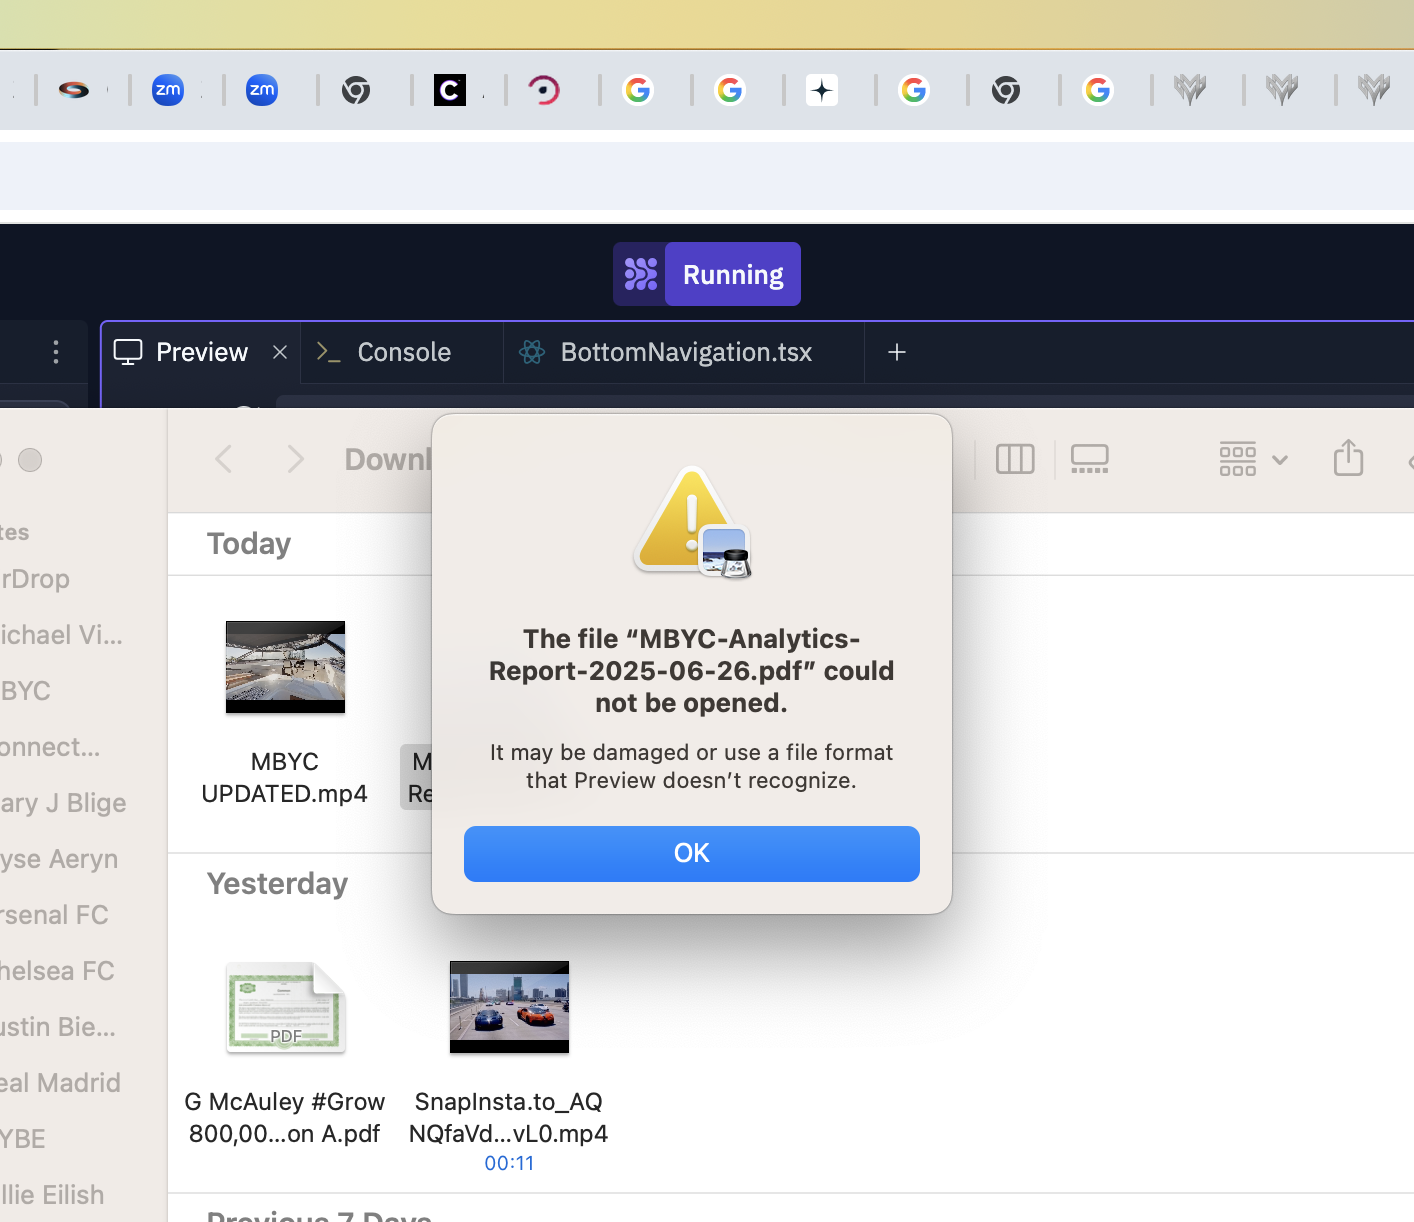 zm
zm
C
Running
Preview
Console
BottomNavigation.tsx
Downl
tes
rDrop
ichael Vi...
BYC
onnect...
ary J Blige
yse Aeryn
rsenal FC
helsea FC
ustin Bie...
eal Madrid
YBE
llie Eilish
Today
MBYC
UPDATED.mp4
M
Re
The file “MBYC-Analytics-
Report-2025-06-26.pdf” could
not be opened.
It may be damaged or use a file format
that Preview doesn’t recognize.
OK
Yesterday
PDF
G McAuley #Grow
800,00...on A.pdf
SnapInsta.to_AQ
NQfaVd...vL0.mp4
00:11
Previous 7 Days